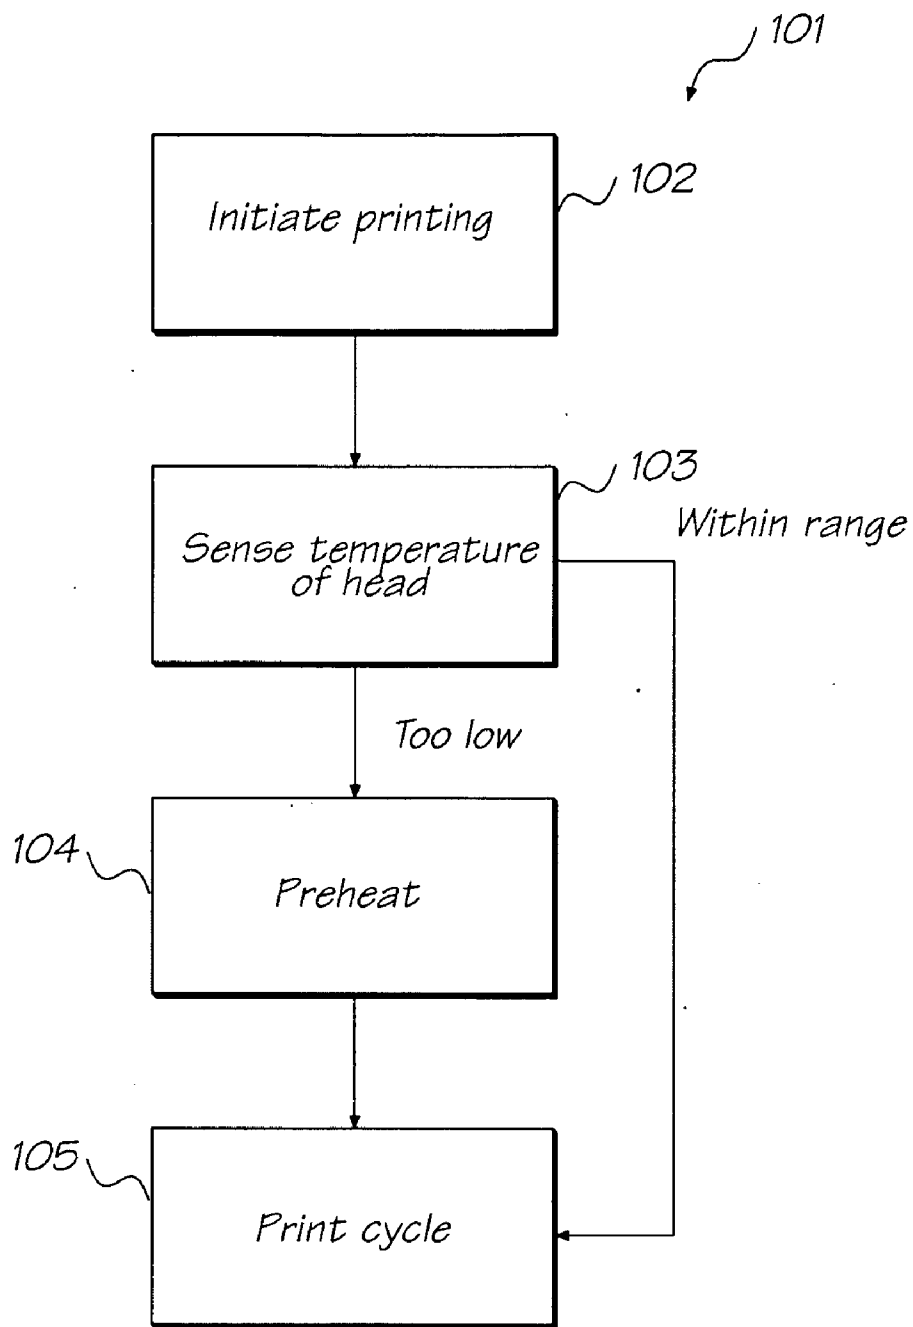 101
Initiate printing
102
Sense temperature
of head
103
Within range
Too low
104
Preheat
105
Print cycle